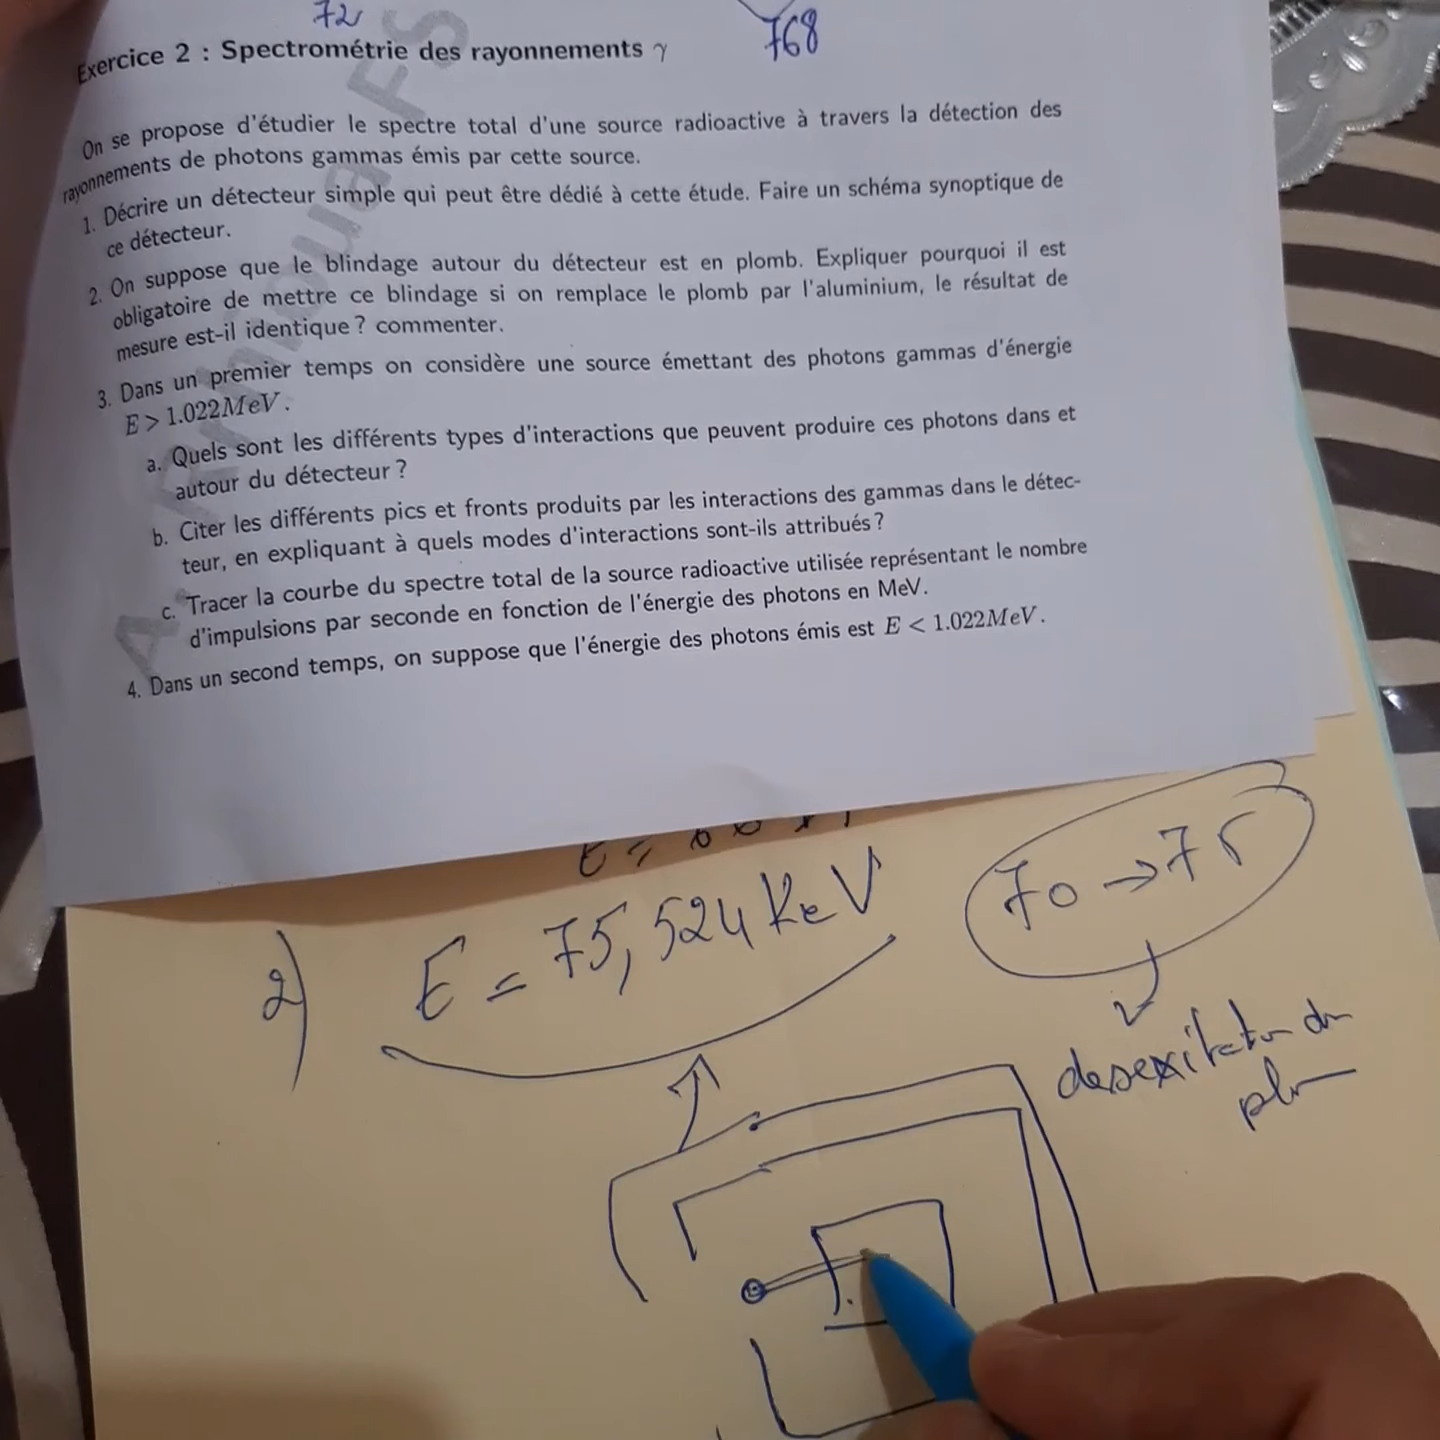 72
768
Exercice 2 : Spectrométrie des rayonnements γ
On se propose d'étudier le spectre total d'une source radioactive à travers la détection des
rayonnements de photons gammas émis par cette source.
1. Décrire un détecteur simple qui peut être dédié à cette étude. Faire un schéma synoptique de
ce détecteur.
2. On suppose que le blindage autour du détecteur est en plomb. Expliquer pourquoi il est
obligatoire de mettre ce blindage si on remplace le plomb par l'aluminium, le résultat de
mesure est-il identique ? commenter.
3. Dans un premier temps on considère une source émettant des photons gammas d'énergie
E > 1.022MeV.
a. Quels sont les différents types d'interactions que peuvent produire ces photons dans et
autour du détecteur ?
b. Citer les différents pics et fronts produits par les interactions des gammas dans le détec-
teur, en expliquant à quels modes d'interactions sont-ils attribués ?
c. Tracer la courbe du spectre total de la source radioactive utilisée représentant le nombre
d'impulsions par seconde en fonction de l'énergie des photons en MeV.
4. Dans un second temps, on suppose que l'énergie des photons émis est E < 1.022MeV.
2)
E = 75,524 KeV
70 → 75